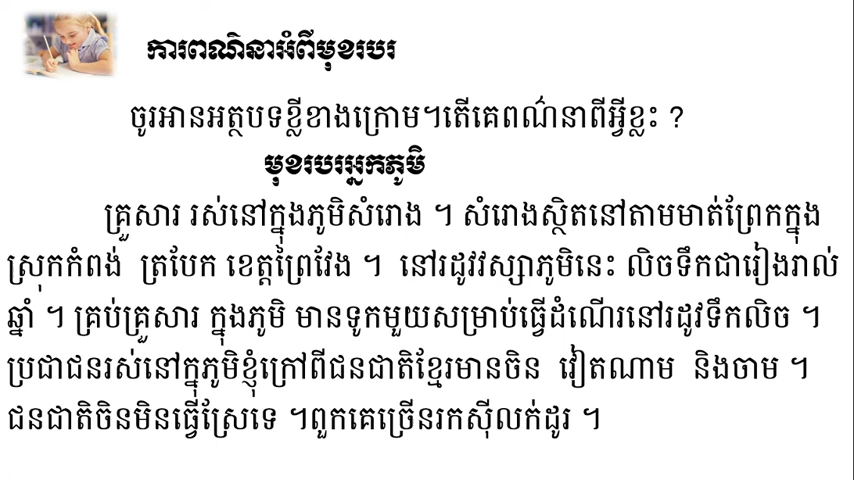 ការពណិនាអំពីមុខរបរ
ចូរអានអត្ថបទខ្លីខាងក្រោម។តើគេពណ៌នាពីអ្វីខ្លះ ?
មុខរបរអ្នកភូមិ
គ្រួសារ រស់នៅក្នុងភូមិសំរោង ។ សំរោងស្ថិតនៅតាមមាត់ព្រែកក្នុង
ស្រុកកំពង់ ត្របែក ខេត្តព្រៃវែង ។ នៅរដូវវស្សាភូមិនេះ លិចទឹកជារៀងរាល់
ឆ្នាំ ។ គ្រប់គ្រួសារ ក្នុងភូមិ មានទូកមួយសម្រាប់ធ្វើដំណើរនៅរដូវទឹកលិច ។
ប្រជាជនរស់នៅក្នុភូមិខ្ញុំក្រៅពីជនជាតិខ្មែរមានចិន វៀតណាម និងចាម ។
ជនជាតិចិនមិនធ្វើស្រែទេ ។ពួកគេច្រើនរកស៊ីលក់ដូរ ។